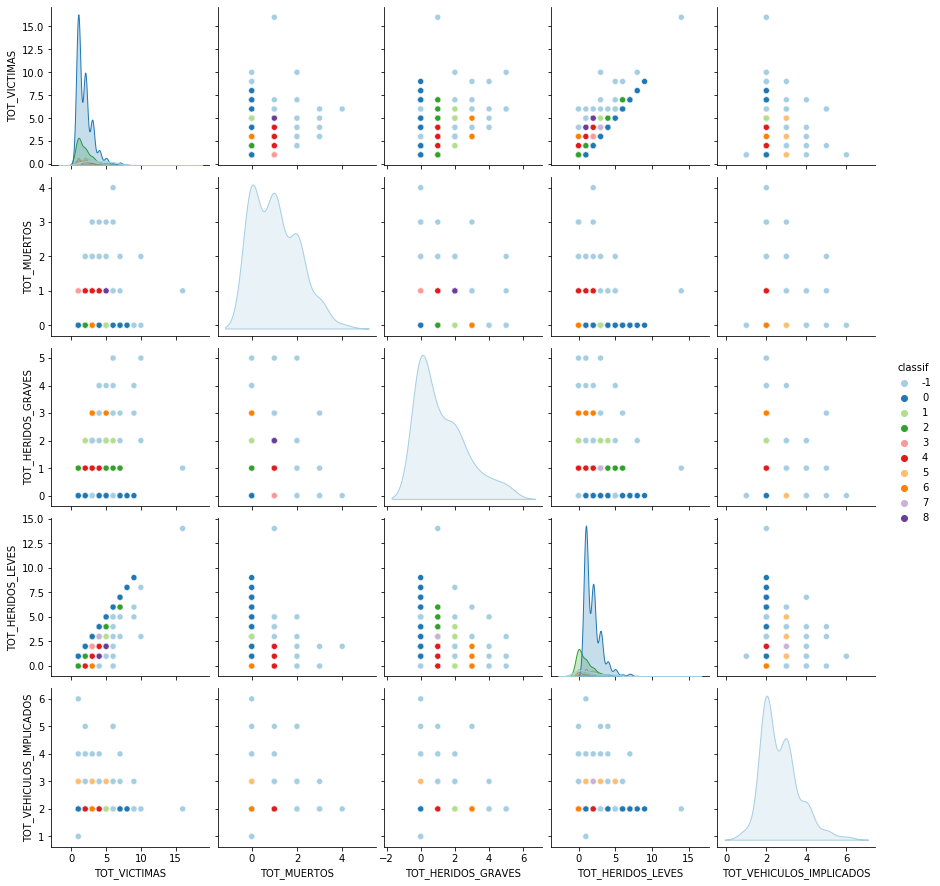 TOT_VICTIMAS
15.0
12.5
10.0
7.5
5.0
2.5
0.0
TOT_MUERTOS
4
3
2
1
0
TOT_HERIDOS_GRAVES
5
4
3
2
1
0
TOT_HERIDOS_LEVES
15.0
12.5
10.0
7.5
5.0
2.5
0.0
TOT_VEHICULOS_IMPLICADOS
6
5
4
3
2
1
0 5 10 15
0 2 4
−2 0 2 4 6
0 5 10 15
0 2 4 6
TOT_VICTIMAS
TOT_MUERTOS
TOT_HERIDOS_GRAVES
TOT_HERIDOS_LEVES
TOT_VEHICULOS_IMPLICADOS
classif
-1
0
1
2
3
4
5
6
7
8